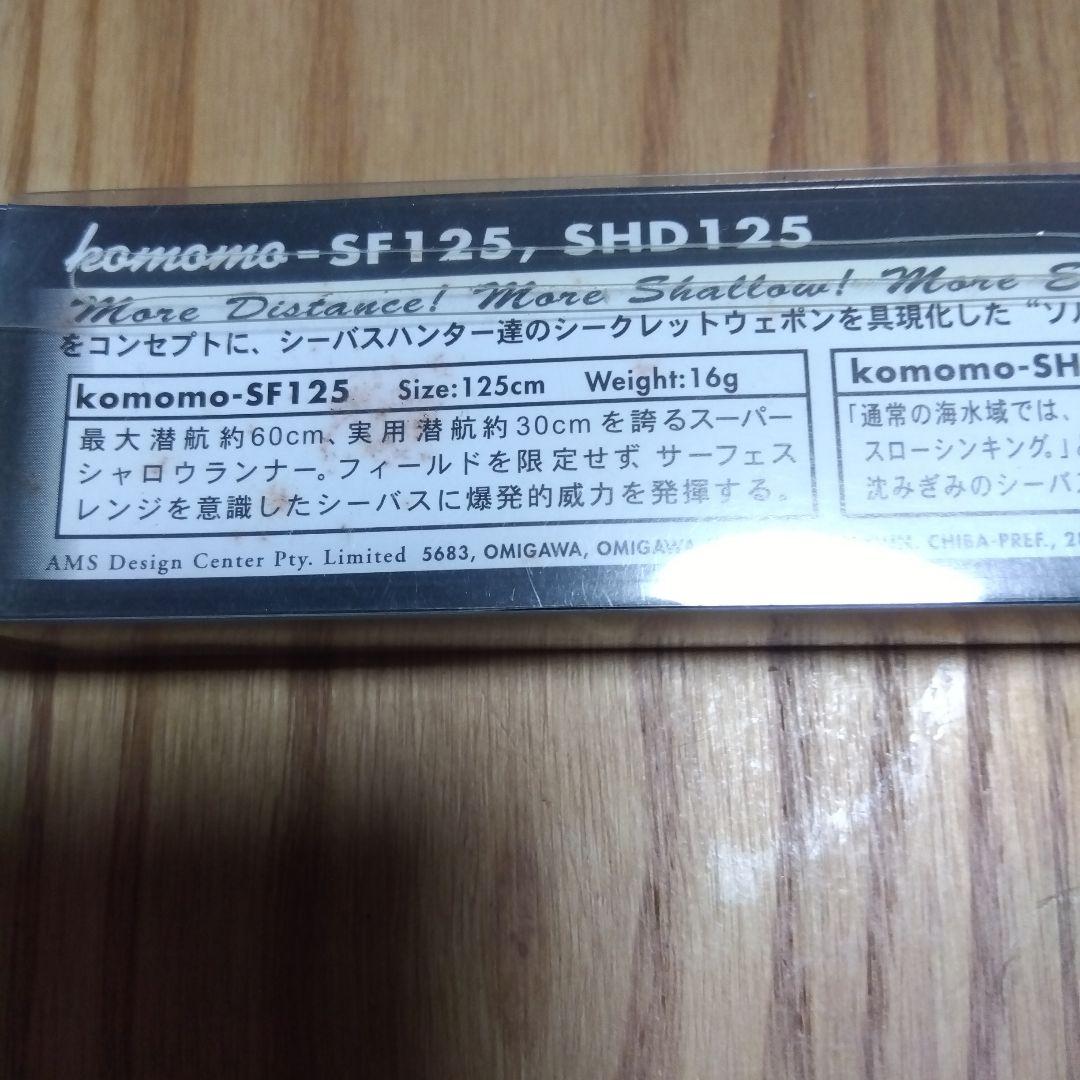 komomo-SF125, SHD125
More Distance! More Shallow! More
をコンセプトに、シーバスハンター達のシークレットウェポンを具現化した“ソル
komomo-SF125 Size:125cm Weight:16g
最大潜航約60cm、実用潜航約30cmを誇るスーパー
シャロウランナー。フィールドを限定せず サーフェス
レンジを意識したシーバスに爆発的威力を発揮する。
komomo-SH
「通常の海水域では、
スローシンキング。」
沈みぎみのシーバ
AMS Design Center Pty. Limited 5683, OMIGAWA, CHIBA-PREF., 28